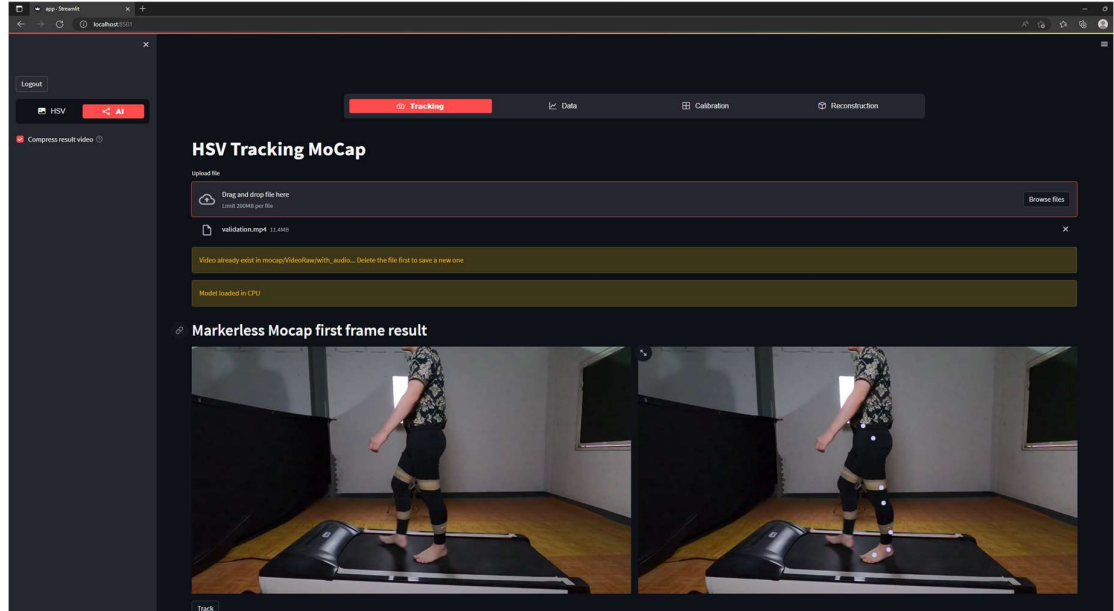 app · Streamlit
localhost:8501
Logout
HSV
AI
Compress result video
Tracking
Data
Calibration
Reconstruction
HSV Tracking MoCap
Upload file
Drag and drop file here
Limit 200MB per file
Browse files
validation.mp4 11.4MB
Video already exist in mocap/VideoRaw/with_audio... Delete the file first to save a new one
Model loaded in CPU
Markerless Mocap first frame result
Track